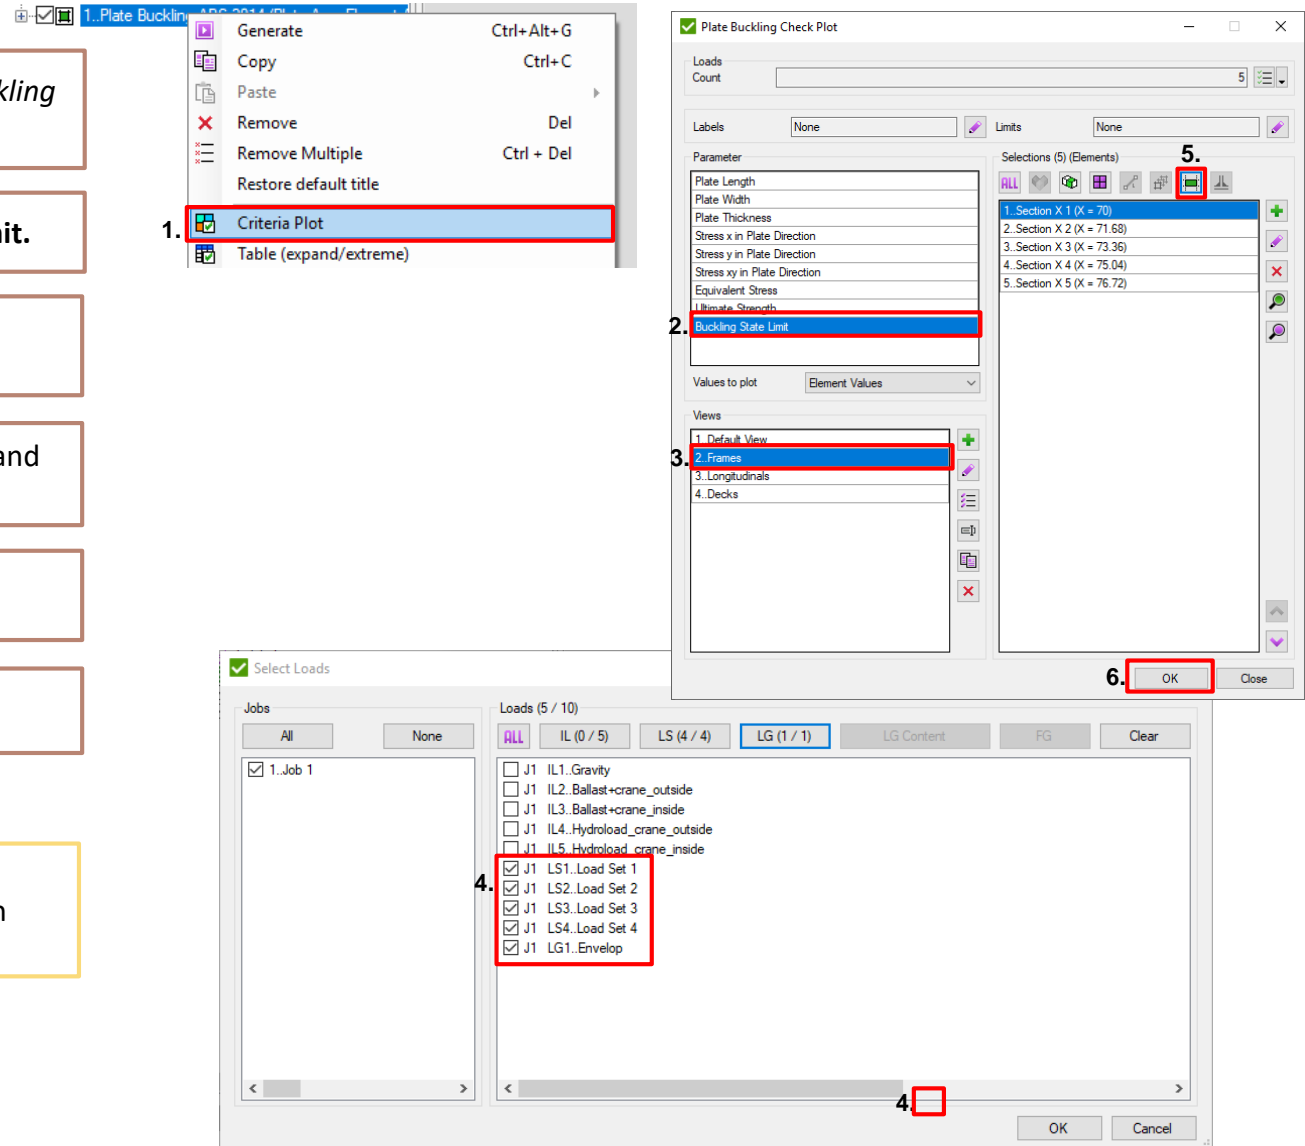 1..Plate Buckling ABS 2014 (Plate Area Element
Generate Ctrl+Alt+G
Copy Ctrl+C
Paste
Remove Del
Remove Multiple Ctrl + Del
Restore default title
1. Criteria Plot
Table (expand/extreme)
kling
it.
and
Plate Buckling Check Plot
Loads
Count 5
Labels None
Limits None
Parameter
Plate Length
Plate Width
Plate Thickness
Stress x in Plate Direction
Stress y in Plate Direction
Stress xy in Plate Direction
Equivalent Stress
Ultimate Strength
2. Buckling State Limit
Values to plot Element Values
Views
1..Default View
3. 2..Frames
3..Longitudinals
4..Decks
Selections (5) (Elements)
5.
ALL
1..Section X 1 (X = 70)
2..Section X 2 (X = 71.68)
3..Section X 3 (X = 73.36)
4..Section X 4 (X = 75.04)
5..Section X 5 (X = 76.72)
6. OK Close
Select Loads
Jobs
All None
1..Job 1
Loads (5 / 10)
ALL IL (0 / 5) LS (4 / 4) LG (1 / 1) LG Content FG Clear
J1 IL1..Gravity
J1 IL2..Ballast+crane_outside
J1 IL3..Ballast+crane_inside
J1 IL4..Hydroload_crane_outside
J1 IL5..Hydroload_crane_inside
J1 LS1..Load Set 1
4. J1 LS2..Load Set 2
J1 LS3..Load Set 3
J1 LS4..Load Set 4
J1 LG1..Envelop
4.
OK Cancel